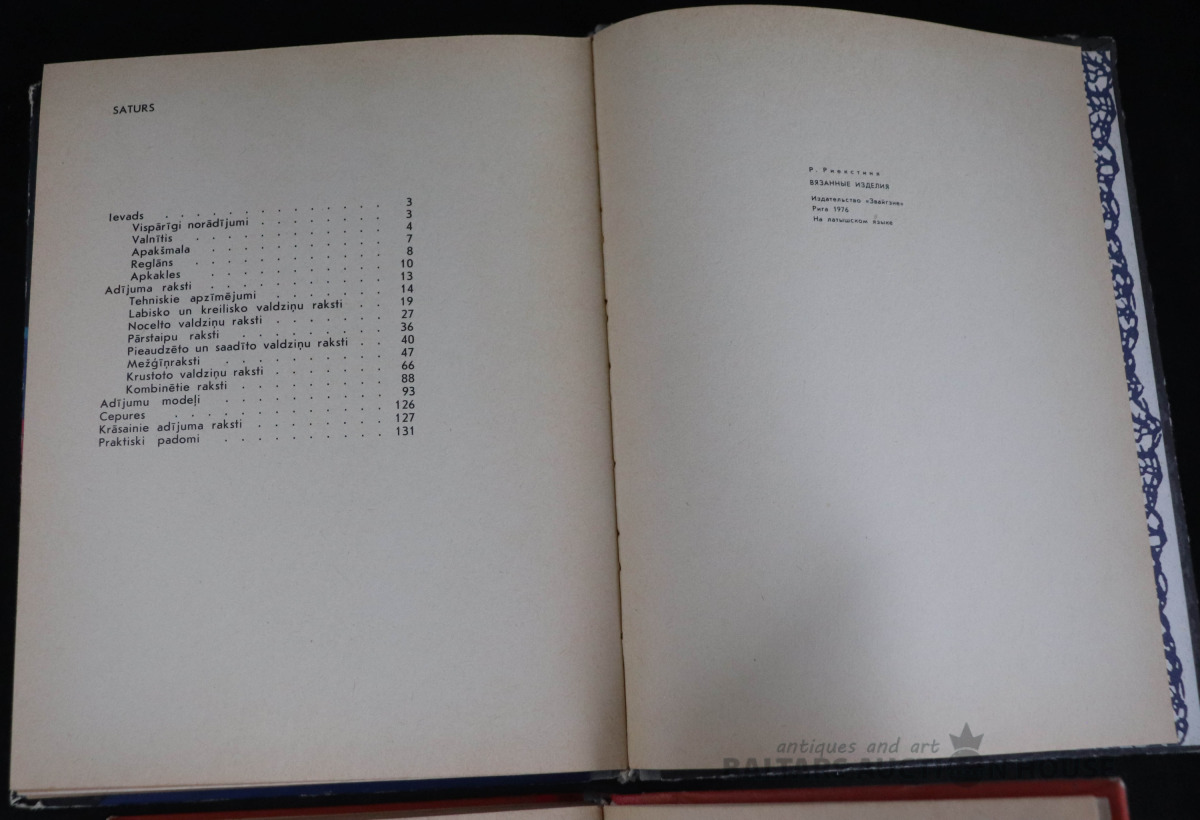 SATURS
Ievads . . . . . . . . . . . . . 3
Vispārīgi norādījumi . . . . . . . 3
Valnītis . . . . . . . . . . . 4
Apakšmala . . . . . . . . . . 7
Reglāns . . . . . . . . . . . 8
Apkakles . . . . . . . . . . 10
Adījuma raksti . . . . . . . . . . 13
Tehniskie apzīmējumi . . . . . . 14
Labisko un kreilisko valdziņu raksti . . 19
Nocelto valdziņu raksti . . . . . . 27
Pārstaipu raksti . . . . . . . . 36
Pieaudzēto un saadīto valdziņu raksti . . 40
Mežģīņraksti . . . . . . . . . 47
Krustoto valdziņu raksti . . . . . . 66
Kombinētie raksti . . . . . . . . 88
Adījumu modeļi . . . . . . . . . 93
Cepures . . . . . . . . . . . . 126
Krāsainie adījuma raksti . . . . . . . 127
Praktiski padomi . . . . . . . . . 131
ВЯЗАННЫЕ ИЗДЕЛИЯ
Издательство «Звайгзне»
Рига 1976
На латышском языке
antiques and art
BALTARS AUCTION HOUSE